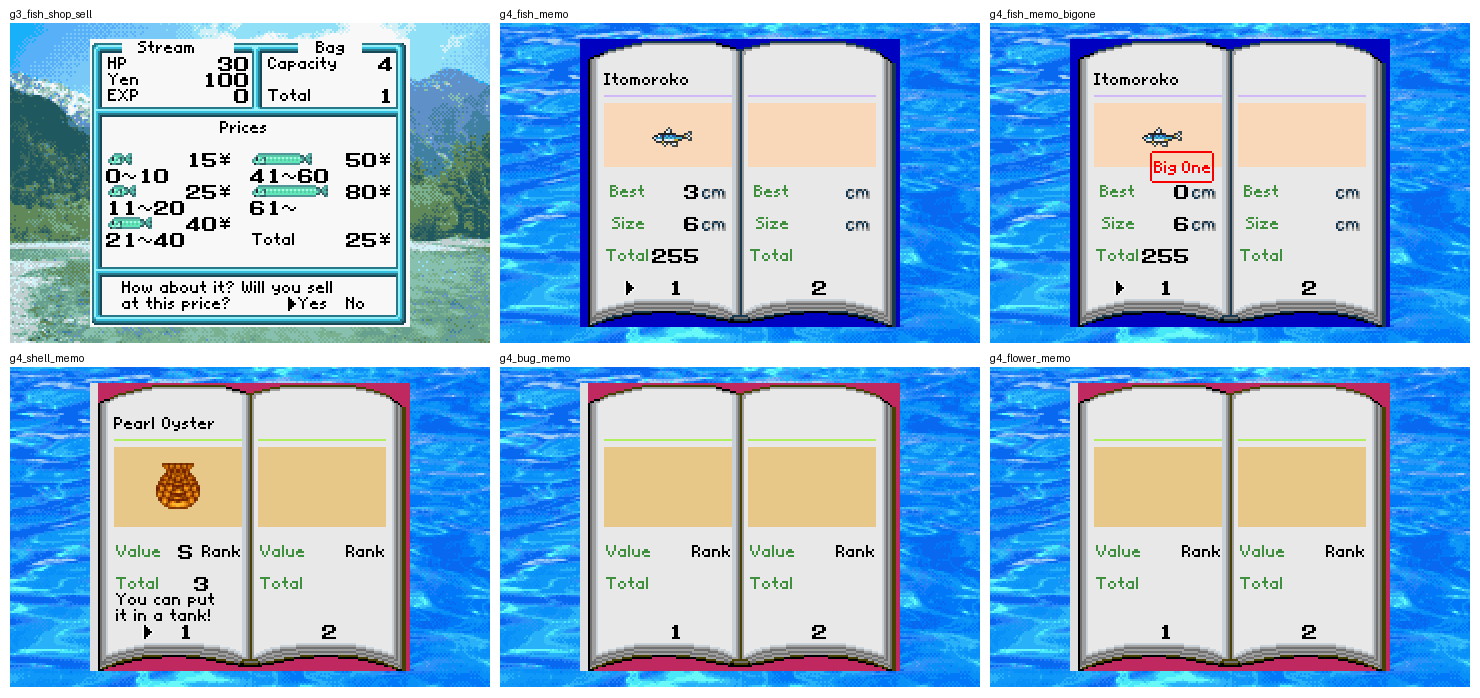 g3_fish_shop_sell
Stream
Bag
HP 30
Capacity 4
Yen 100
EXP 0
Total 1
Prices
15¥ 50¥
0~10 41~60
25¥ 80¥
11~20 61~
40¥
21~40 Total 25¥
How about it? Will you sell
at this price? ▶Yes No
g4_fish_memo
Itomoroko
Best 3cm Best cm
Size 6cm Size cm
Total 255 Total
▶ 1 2
g4_fish_memo_bigone
Itomoroko
Big One
Best 0cm Best cm
Size 6cm Size cm
Total 255 Total
▶ 1 2
g4_shell_memo
Pearl Oyster
Value S Rank Value Rank
Total 3 Total
You can put
it in a tank!
▶ 1 2
g4_bug_memo
Value Rank Value Rank
Total Total
1 2
g4_flower_memo
Value Rank Value Rank
Total Total
1 2